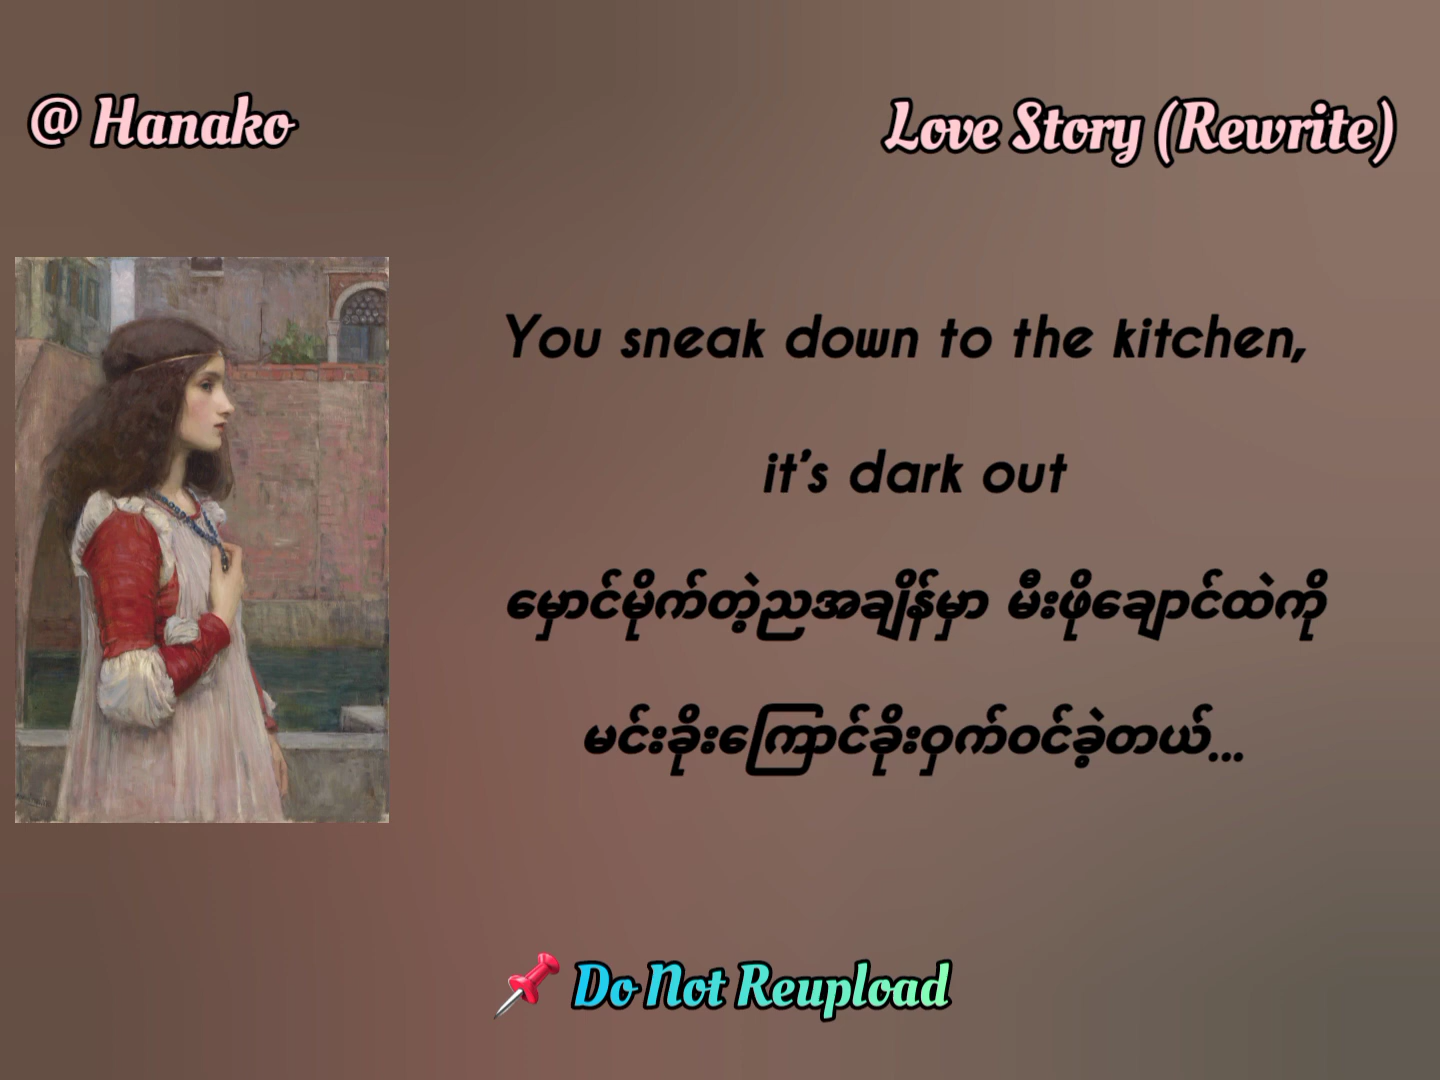 @ Hanako
Love Story (Rewrite)
You sneak down to the kitchen,
it's dark out
မှောင်မိုက်တဲ့ညအချိန်မှာ မီးဖိုချောင်ထဲကို
မင်းခိုးကြောင်ခိုးဝှက်ဝင်ခဲ့တယ်...
Do Not Reupload